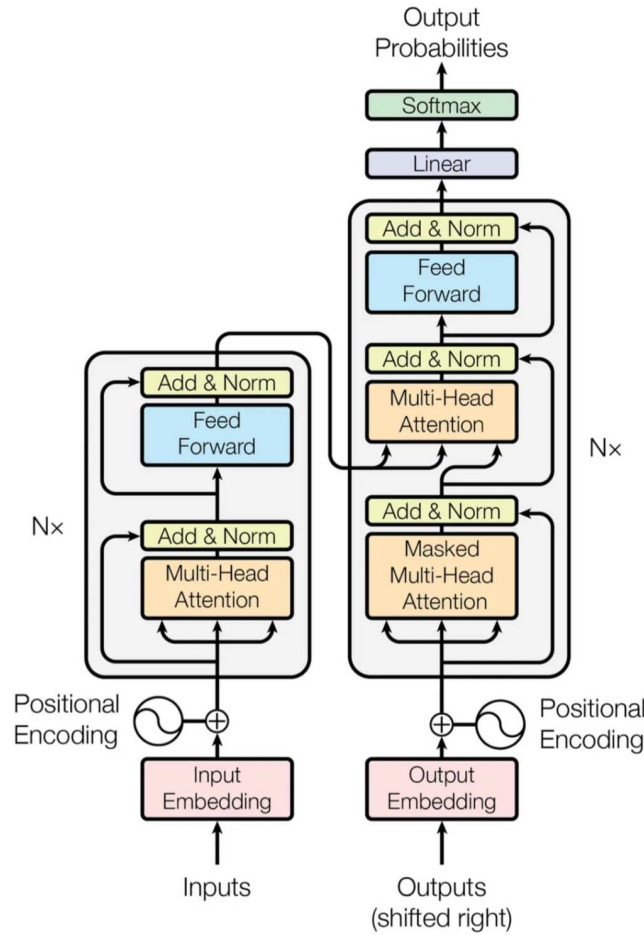 Output
Probabilities
Softmax
Linear
Add & Norm
Feed
Forward
Add & Norm
Multi-Head
Attention
Add & Norm
Masked
Multi-Head
Attention
N×
Positional
Encoding
Output
Embedding
Outputs
(shifted right)
Add & Norm
Feed
Forward
Add & Norm
Multi-Head
Attention
N×
Positional
Encoding
Input
Embedding
Inputs